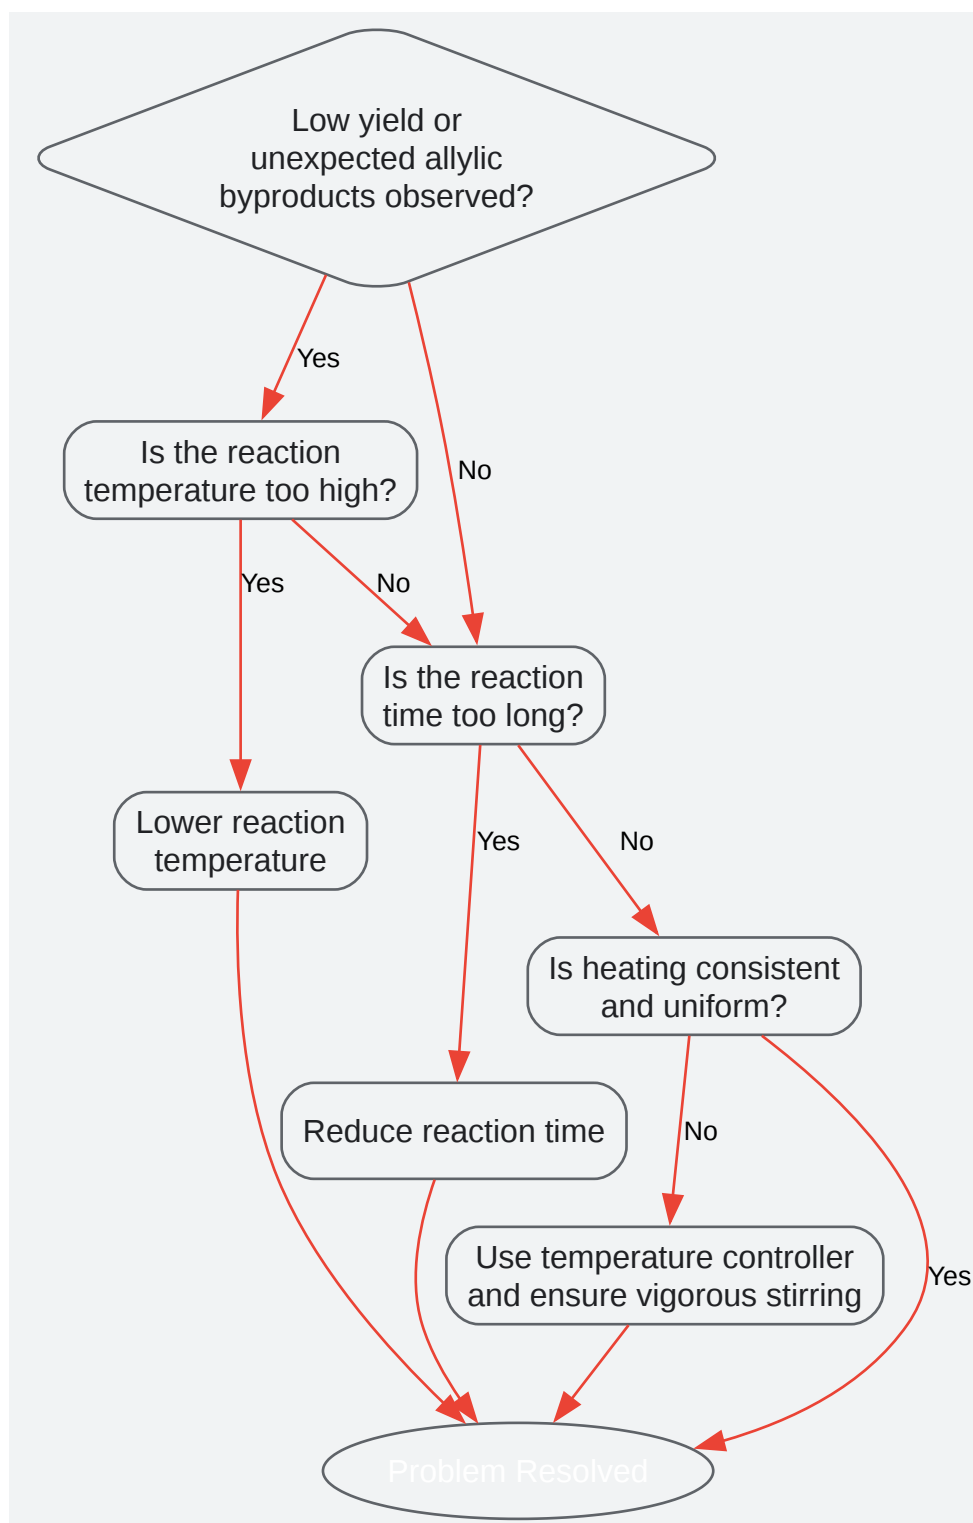 Low yield or
unexpected allylic
byproducts observed?
Yes
Is the reaction
temperature too high?
No
Yes
No
Is the reaction
time too long?
Lower reaction
temperature
Yes
No
Is heating consistent
and uniform?
Reduce reaction time
No
Use temperature controller
and ensure vigorous stirring
Yes
Problem Resolved